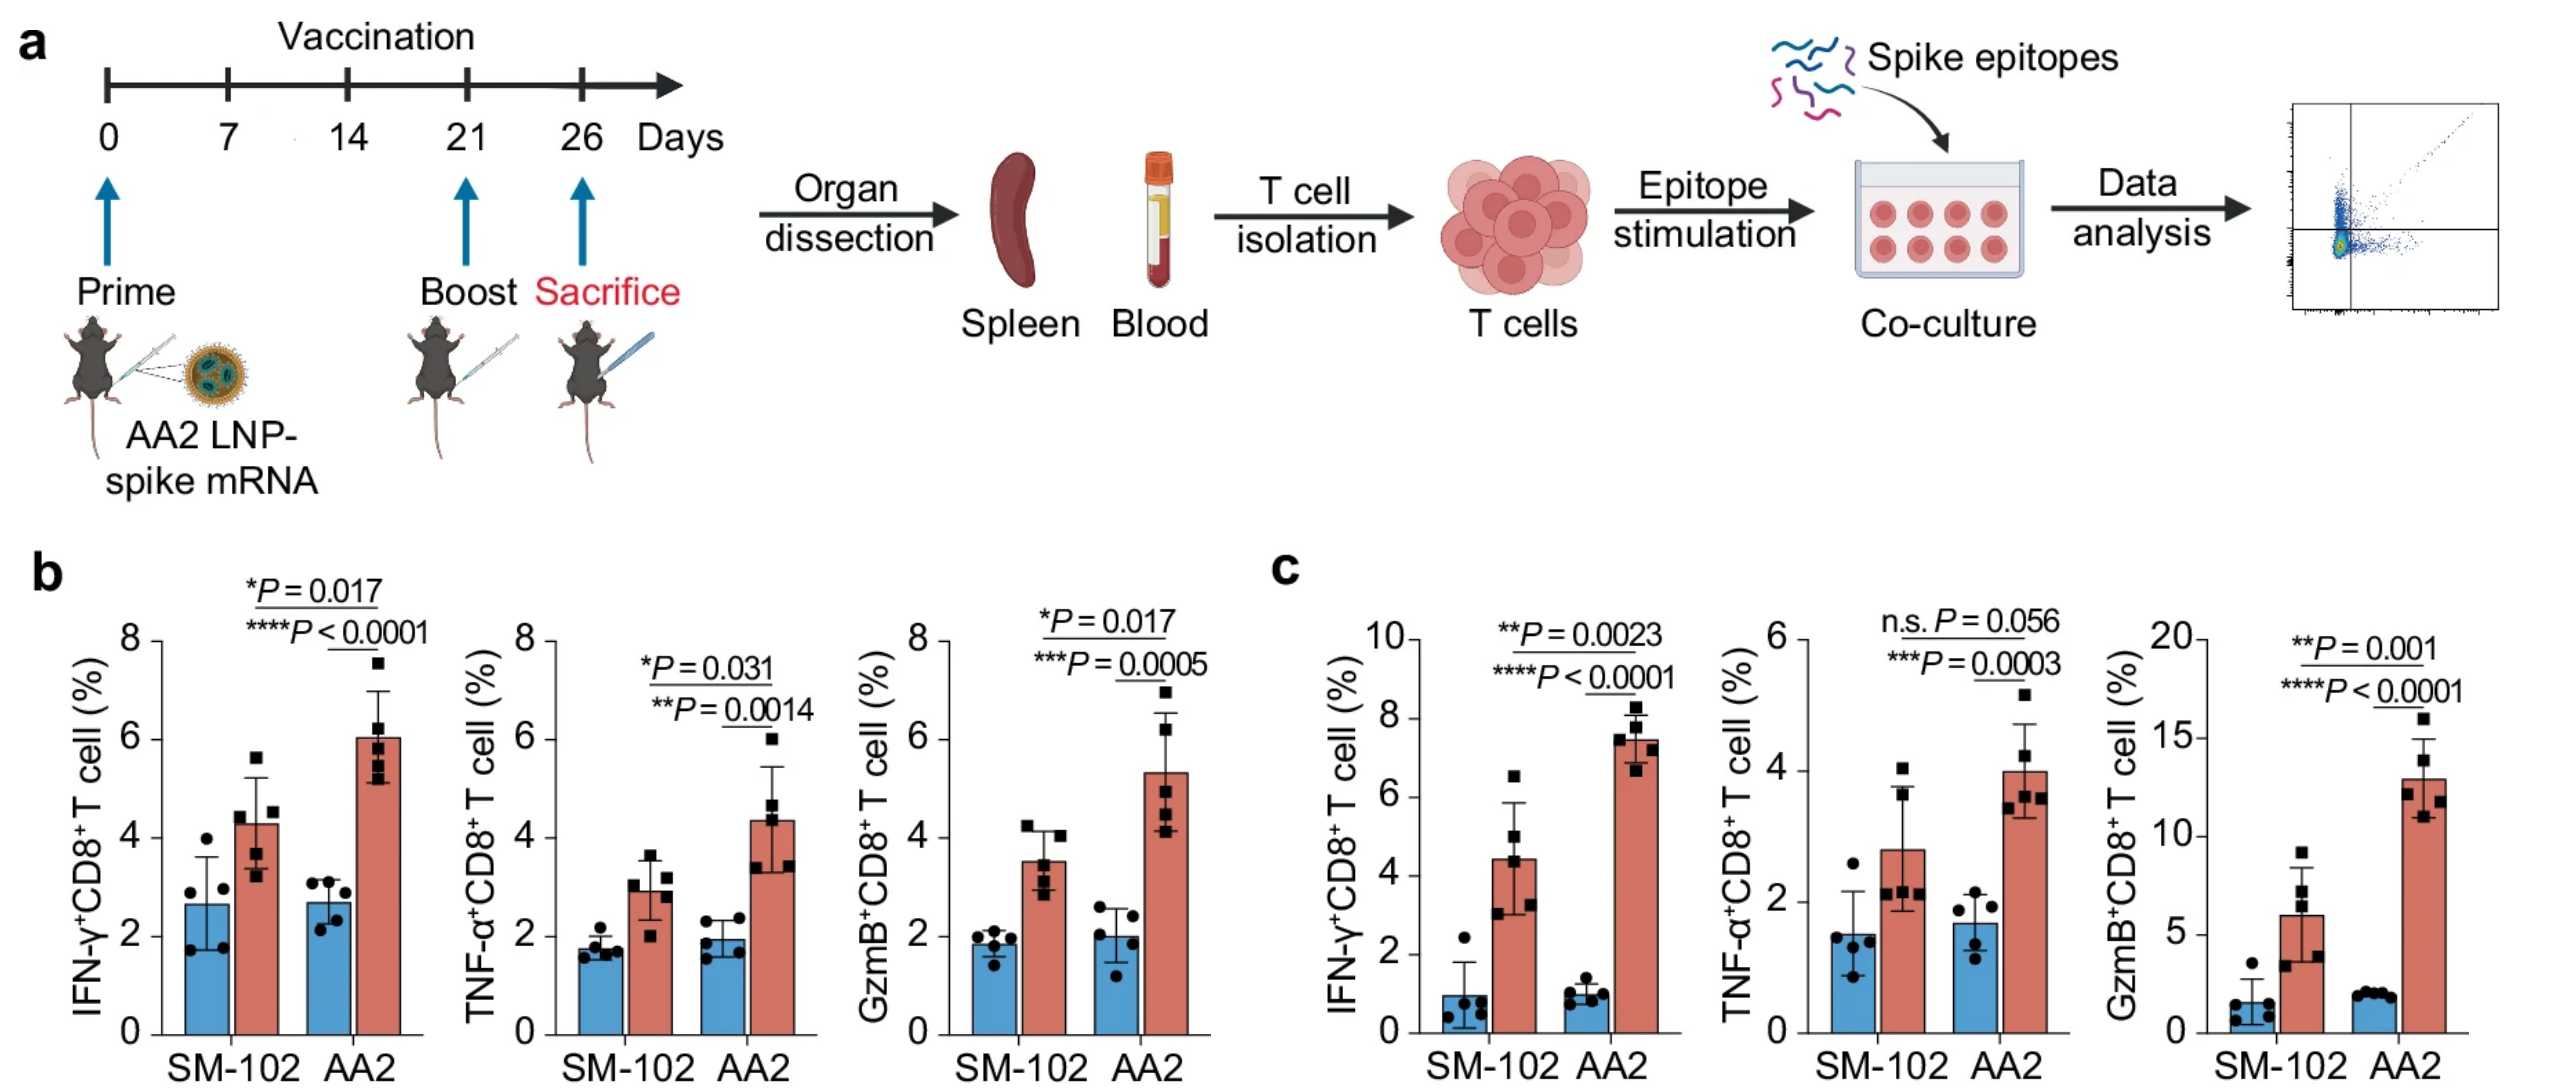 a
Vaccination
0 7 14 21 26 Days
Prime
Boost
Sacrifice
AA2 LNP-
spike mRNA
Organ
dissection
Spleen
Blood
T cell
isolation
T cells
Epitope
stimulation
Spike epitopes
Co-culture
Data
analysis
b
IFN-γ⁺CD8⁺ T cell (%)
8
6
4
2
0
*P = 0.017
****P < 0.0001
SM-102 AA2
TNF-α⁺CD8⁺ T cell (%)
8
6
4
2
0
*P = 0.031
**P = 0.0014
SM-102 AA2
GzmB⁺CD8⁺ T cell (%)
8
6
4
2
0
*P = 0.017
***P = 0.0005
SM-102 AA2
c
IFN-γ⁺CD8⁺ T cell (%)
10
8
6
4
2
0
**P = 0.0023
****P < 0.0001
SM-102 AA2
TNF-α⁺CD8⁺ T cell (%)
6
4
2
0
n.s. P = 0.056
***P = 0.0003
SM-102 AA2
GzmB⁺CD8⁺ T cell (%)
20
15
10
5
0
**P = 0.001
****P < 0.0001
SM-102 AA2